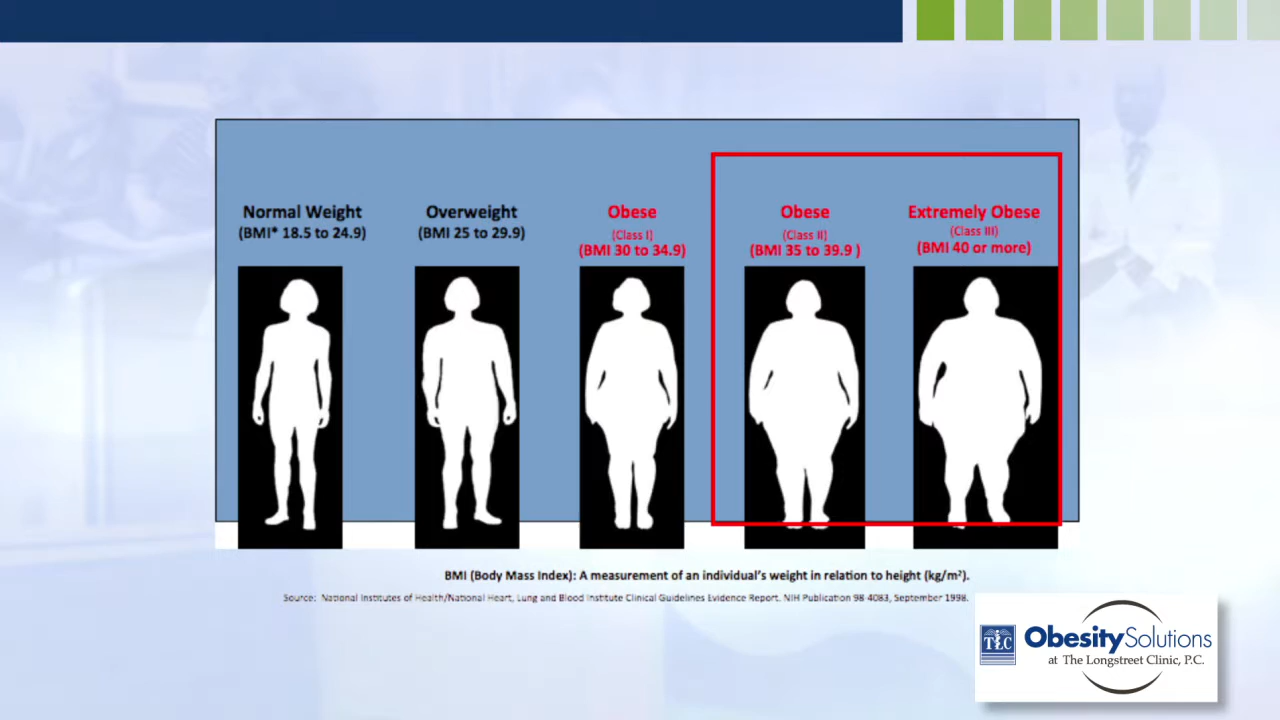 Normal Weight
(BMI* 18.5 to 24.9)
Overweight
(BMI 25 to 29.9)
Obese
(Class I)
(BMI 30 to 34.9)
Obese
(Class II)
(BMI 35 to 39.9 )
Extremely Obese
(Class III)
(BMI 40 or more)
BMI (Body Mass Index): A measurement of an individual's weight in relation to height (kg/m²).
Source: National Institutes of Health/National Heart, Lung and Blood Institute Clinical Guidelines Evidence Report. NIH Publication 98-4083, September 1998.
TLC
ObesitySolutions
at The Longstreet Clinic, P.C.